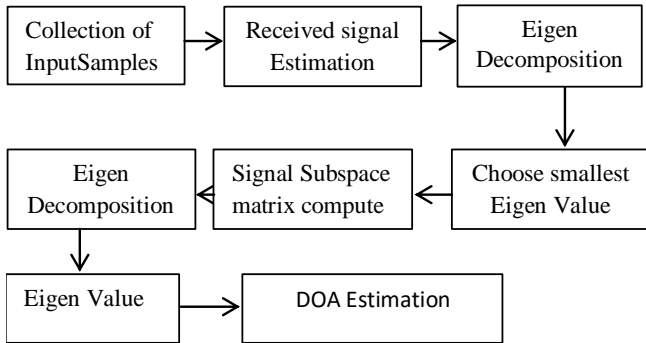 Collection of
InputSamples
Received signal
Estimation
Eigen
Decomposition
Choose smallest
Eigen Value
Signal Subspace
matrix compute
Eigen
Decomposition
Eigen Value
DOA Estimation